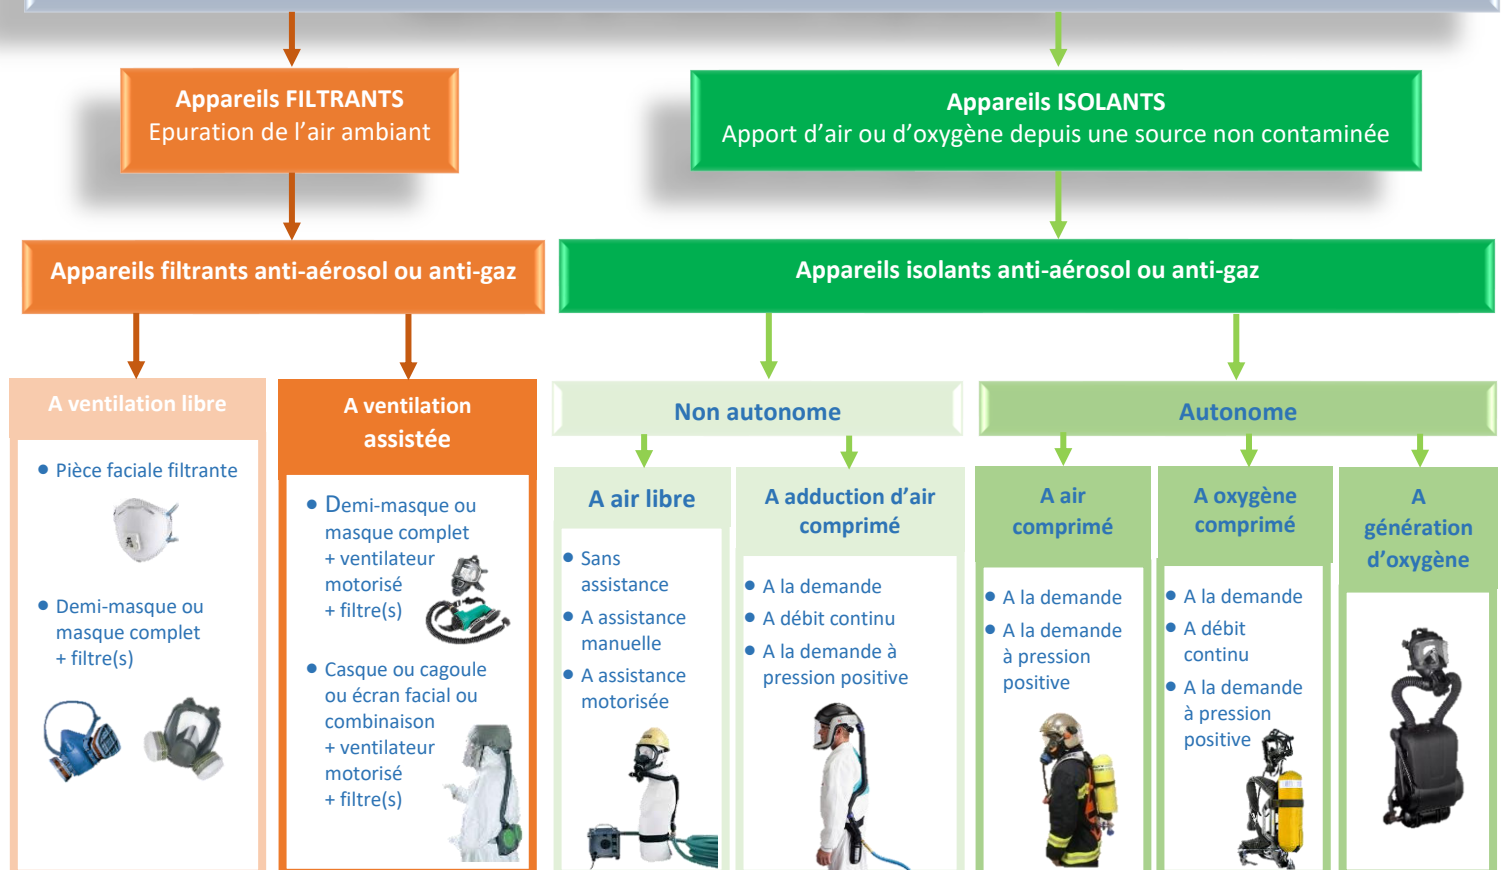 Appareils FILTRANTS
Epuration de l'air ambiant
Appareils ISOLANTS
Apport d'air ou d'oxygène depuis une source non contaminée
Appareils filtrants anti-aérosol ou anti-gaz
Appareils isolants anti-aérosol ou anti-gaz
A ventilation libre
• Pièce faciale filtrante
• Demi-masque ou
masque complet
+ filtre(s)
A ventilation
assistée
• Demi-masque ou
masque complet
+ ventilateur
motorisé
+ filtre(s)
• Casque ou cagoule
ou écran facial ou
combinaison
+ ventilateur
motorisé
+ filtre(s)
Non autonome
A air libre
• Sans
assistance
• A assistance
manuelle
• A assistance
motorisée
A adduction d'air
comprimé
• A la demande
• A débit continu
• A la demande à
pression positive
Autonome
A air
comprimé
• A la demande
• A la demande
à pression
positive
A oxygène
comprimé
• A la demande
• A débit
continu
• A la demande
à pression
positive
A
génération
d'oxygène